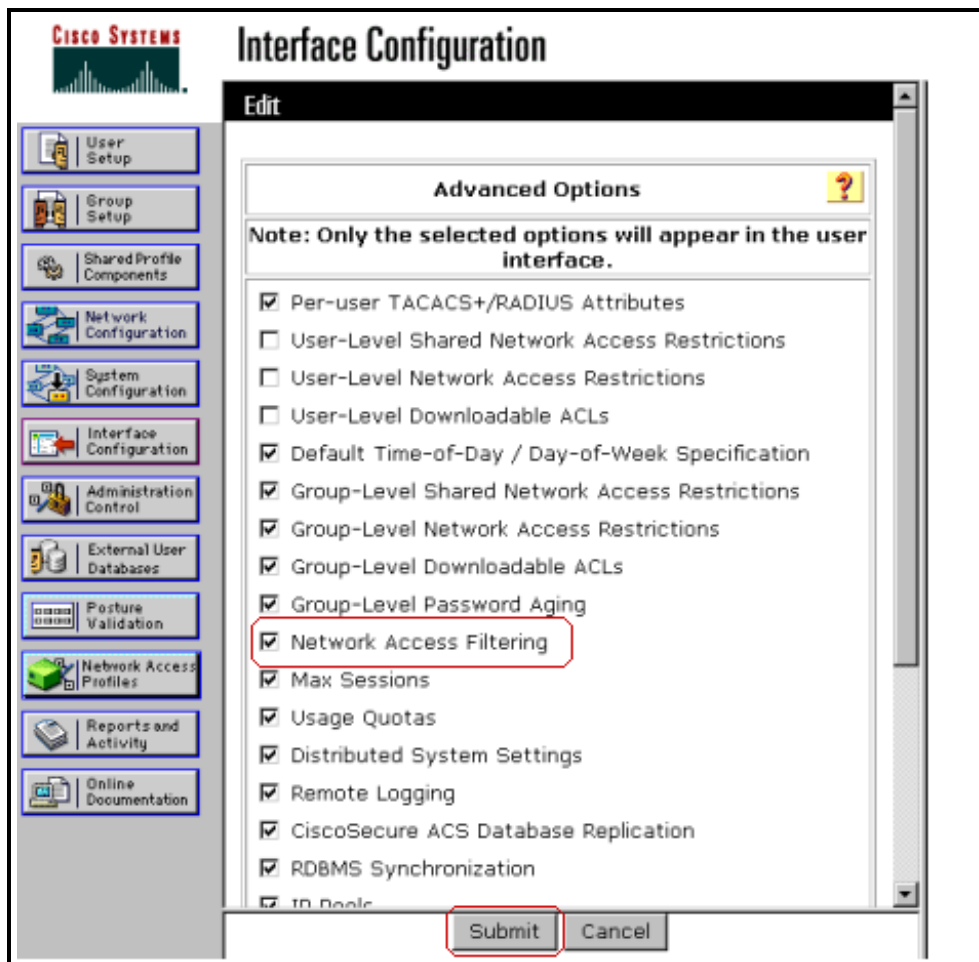 CISCO SYSTEMS
Interface Configuration
Edit
User
Setup
Group
Setup
Shared Profile
Components
Network
Configuration
System
Configuration
Interface
Configuration
Administration
Control
External User
Databases
Posture
Validation
Network Access
Profiles
Reports and
Activity
Online
Documentation
Advanced Options
?
Note: Only the selected options will appear in the user
interface.
Per-user TACACS+/RADIUS Attributes
User-Level Shared Network Access Restrictions
User-Level Network Access Restrictions
User-Level Downloadable ACLs
Default Time-of-Day / Day-of-Week Specification
Group-Level Shared Network Access Restrictions
Group-Level Network Access Restrictions
Group-Level Downloadable ACLs
Group-Level Password Aging
Network Access Filtering
Max Sessions
Usage Quotas
Distributed System Settings
Remote Logging
CiscoSecure ACS Database Replication
RDBMS Synchronization
IP Pools
Submit
Cancel